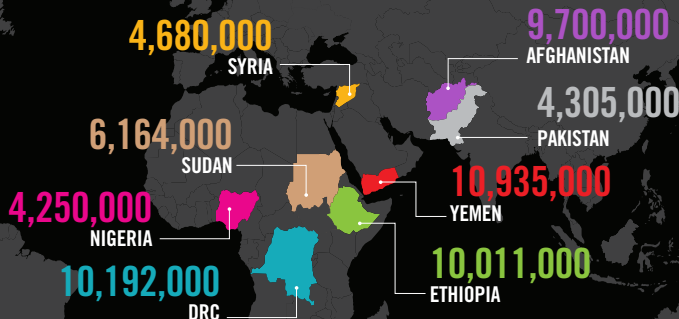 4,680,000
SYRIA
9,700,000
AFGHANISTAN
4,305,000
PAKISTAN
6,164,000
SUDAN
10,935,000
YEMEN
4,250,000
NIGERIA
10,011,000
ETHIOPIA
10,192,000
DRC